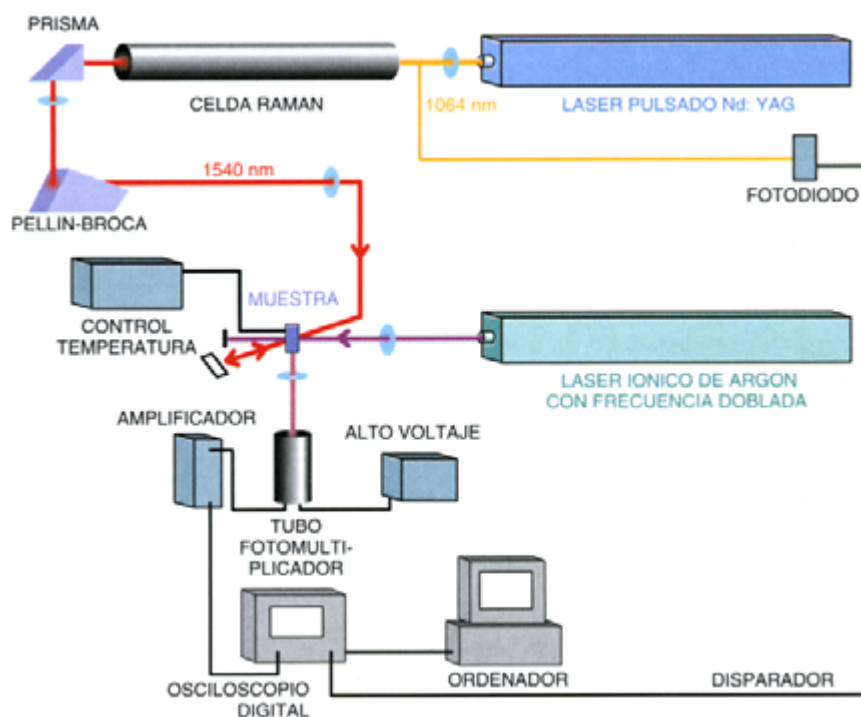 PRISMA
CELDA RAMAN
1064 nm
LASER PULSADO Nd: YAG
FOTODIODO
1540 nm
PELLIN-BROCA
MUESTRA
CONTROL
TEMPERATURA
LASER IONICO DE ARGON
CON FRECUENCIA DOBLADA
AMPLIFICADOR
ALTO VOLTAJE
TUBO
FOTOMULTI-
PLICADOR
OSCILOSCOPIO
DIGITAL
ORDENADOR
DISPARADOR